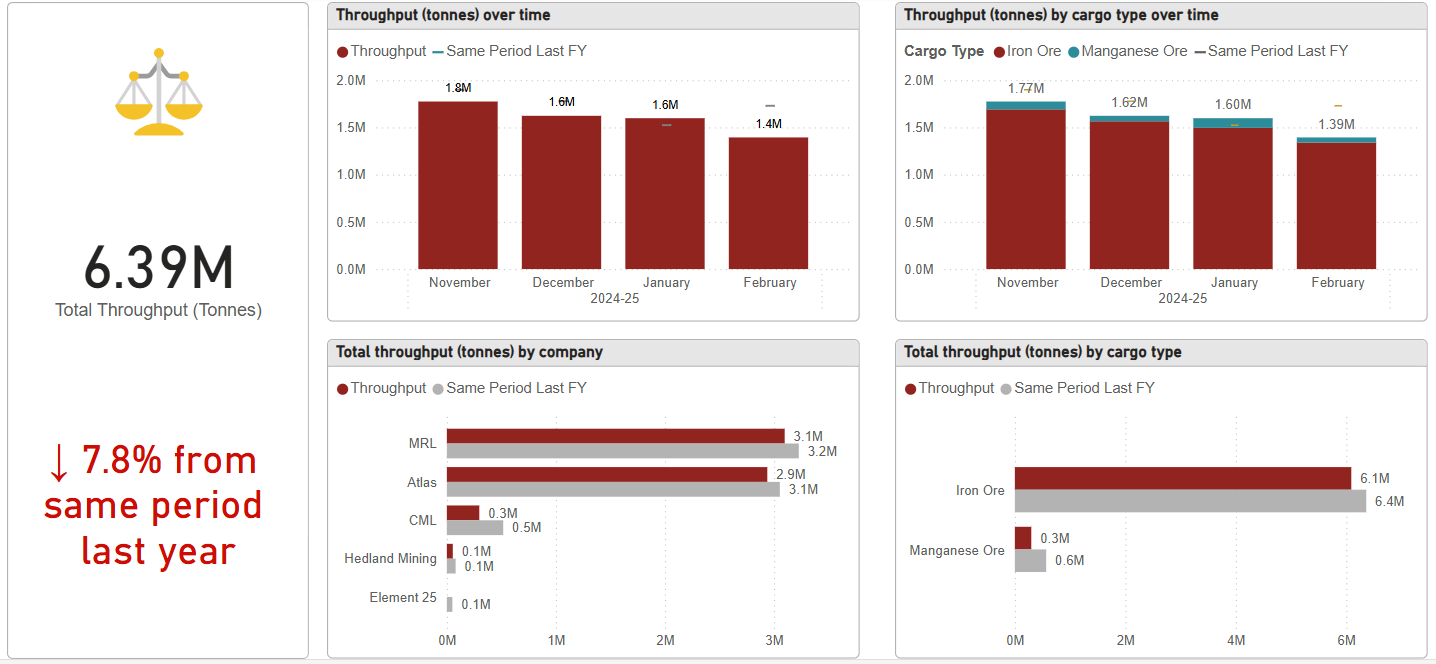 6.39M
Total Throughput (Tonnes)
↓ 7.8% from
same period
last year
Throughput (tonnes) over time
Throughput Same Period Last FY
2.0M
1.5M
1.0M
0.5M
0.0M
1.8M
1.6M
1.6M
1.4M
November December January February
2024-25
Throughput (tonnes) by cargo type over time
Cargo Type Iron Ore Manganese Ore Same Period Last FY
2.0M
1.5M
1.0M
0.5M
0.0M
1.77M
1.62M
1.60M
1.39M
November December January February
2024-25
Total throughput (tonnes) by company
Throughput Same Period Last FY
MRL 3.1M
3.2M
Atlas 2.9M
3.1M
CML 0.3M
0.5M
Hedland Mining 0.1M
0.1M
Element 25 0.1M
0M 1M 2M 3M
Total throughput (tonnes) by cargo type
Throughput Same Period Last FY
Iron Ore 6.1M
6.4M
Manganese Ore 0.3M
0.6M
0M 2M 4M 6M